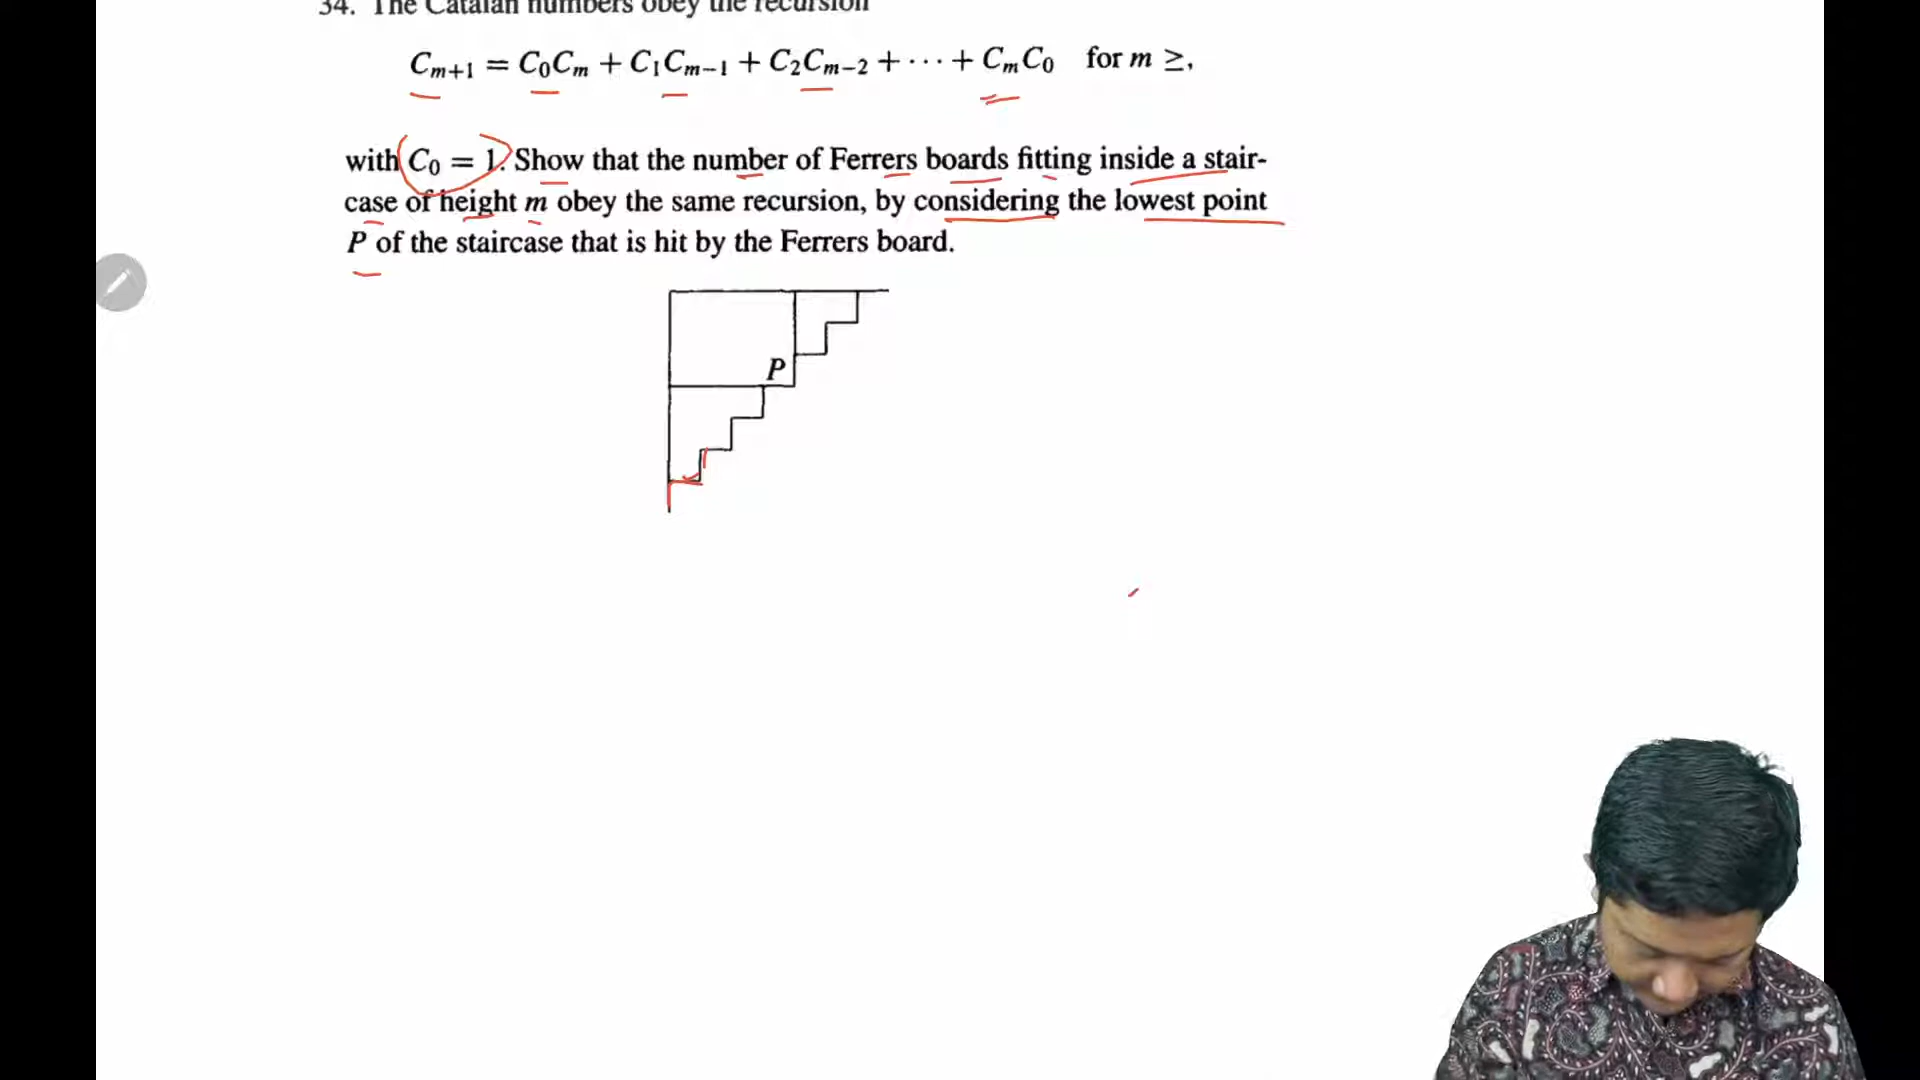 34. The Catalan numbers obey the recursion
C_{m+1} = C_0C_m + C_1C_{m-1} + C_2C_{m-2} + ··· + C_mC_0 for m ≥,
with C_0 = 1. Show that the number of Ferrers boards fitting inside a stair-
case of height m obey the same recursion, by considering the lowest point
P of the staircase that is hit by the Ferrers board.
P